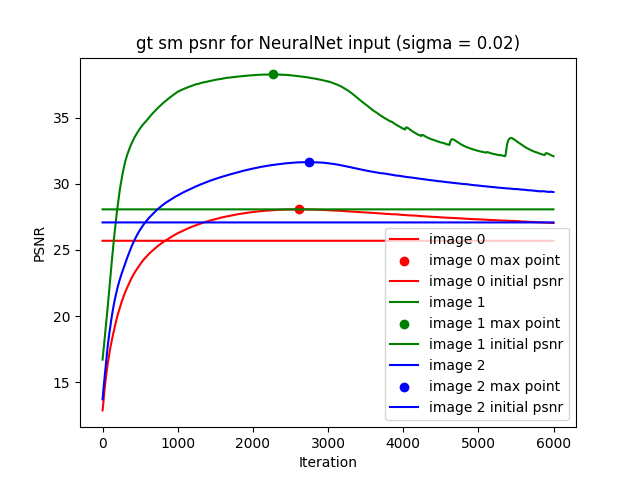 gt sm psnr for NeuralNet input (sigma = 0.02)
PSNR
35
30
25
20
15
0 1000 2000 3000 4000 5000 6000
Iteration
image 0
image 0 max point
image 0 initial psnr
image 1
image 1 max point
image 1 initial psnr
image 2
image 2 max point
image 2 initial psnr